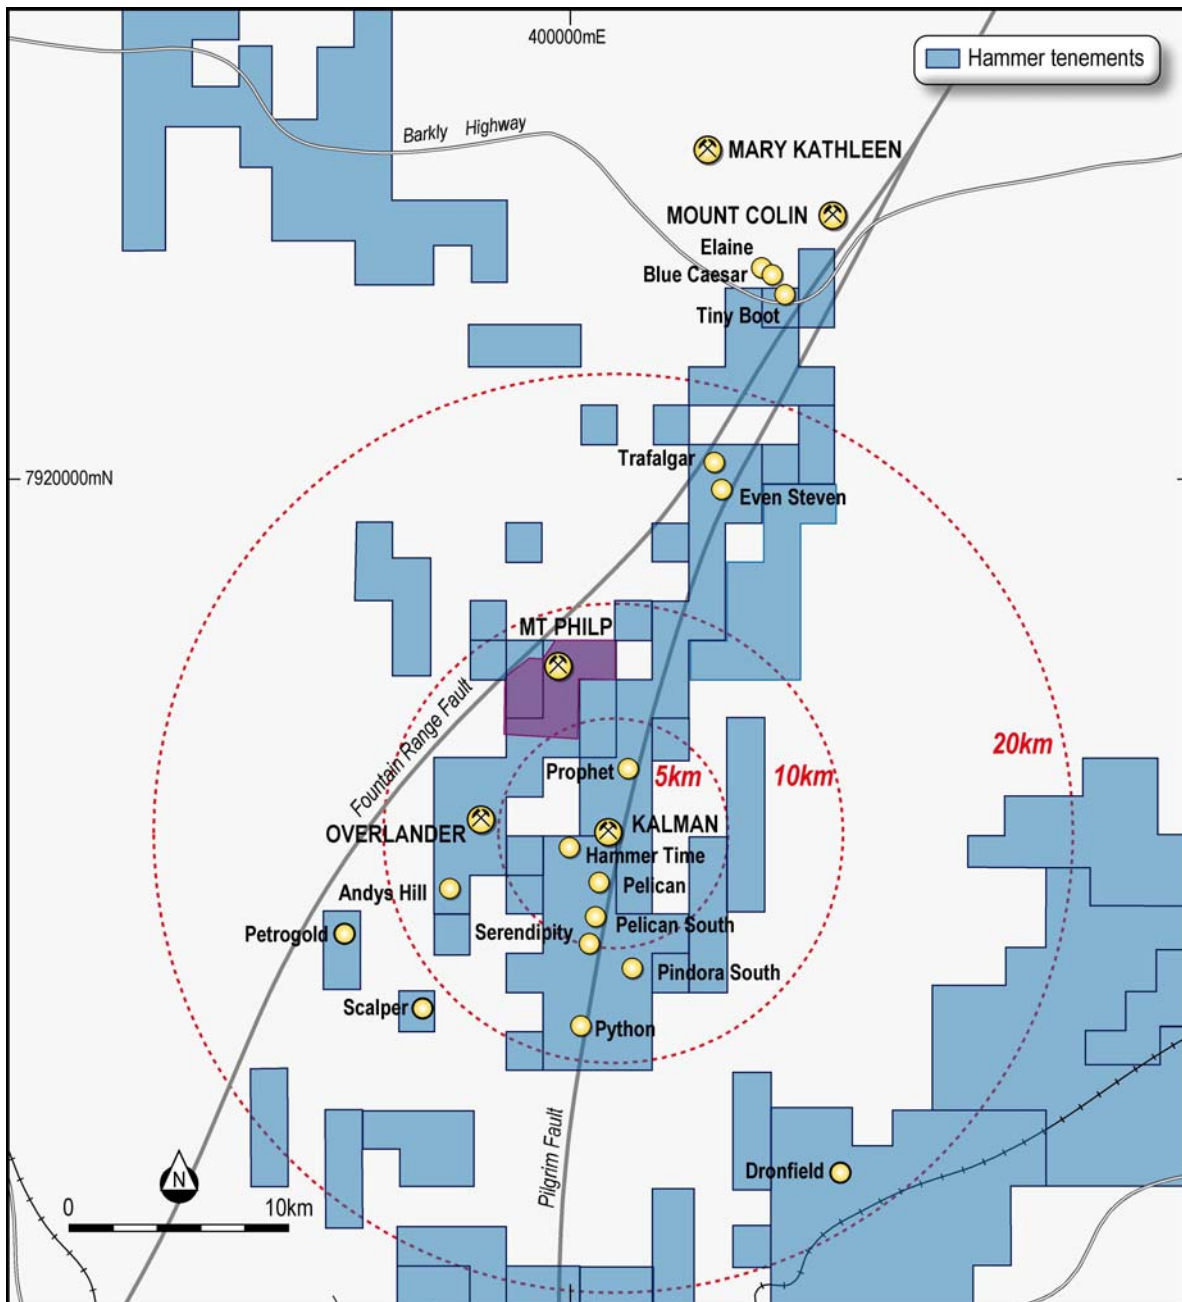 400000mE
Hammer tenements
Barkly Highway
MARY KATHLEEN
MOUNT COLIN
Elaine
Blue Caesar
Tiny Boot
Trafalgar
7920000mN
Even Steven
MT PHILP
Fountain Range Fault
20km
Prophet
5km
10km
OVERLANDER
KALMAN
Hammer Time
Andys Hill
Pelican
Petrogold
Serendipity
Pelican South
Pindora South
Scalper
Python
Pilgrim Fault
Dronfield
N
0
10km